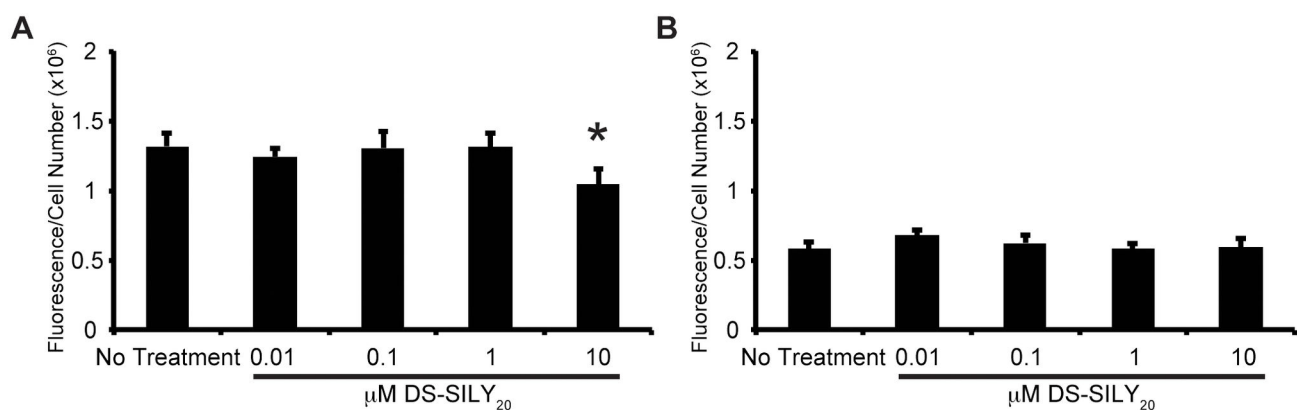 A
Fluorescence/Cell Number (x10⁶)
2
1.5
1
0.5
0
*
No Treatment 0.01 0.1 1 10
μM DS-SILY₂₀
B
Fluorescence/Cell Number (x10⁶)
2
1.5
1
0.5
0
No Treatment 0.01 0.1 1 10
μM DS-SILY₂₀